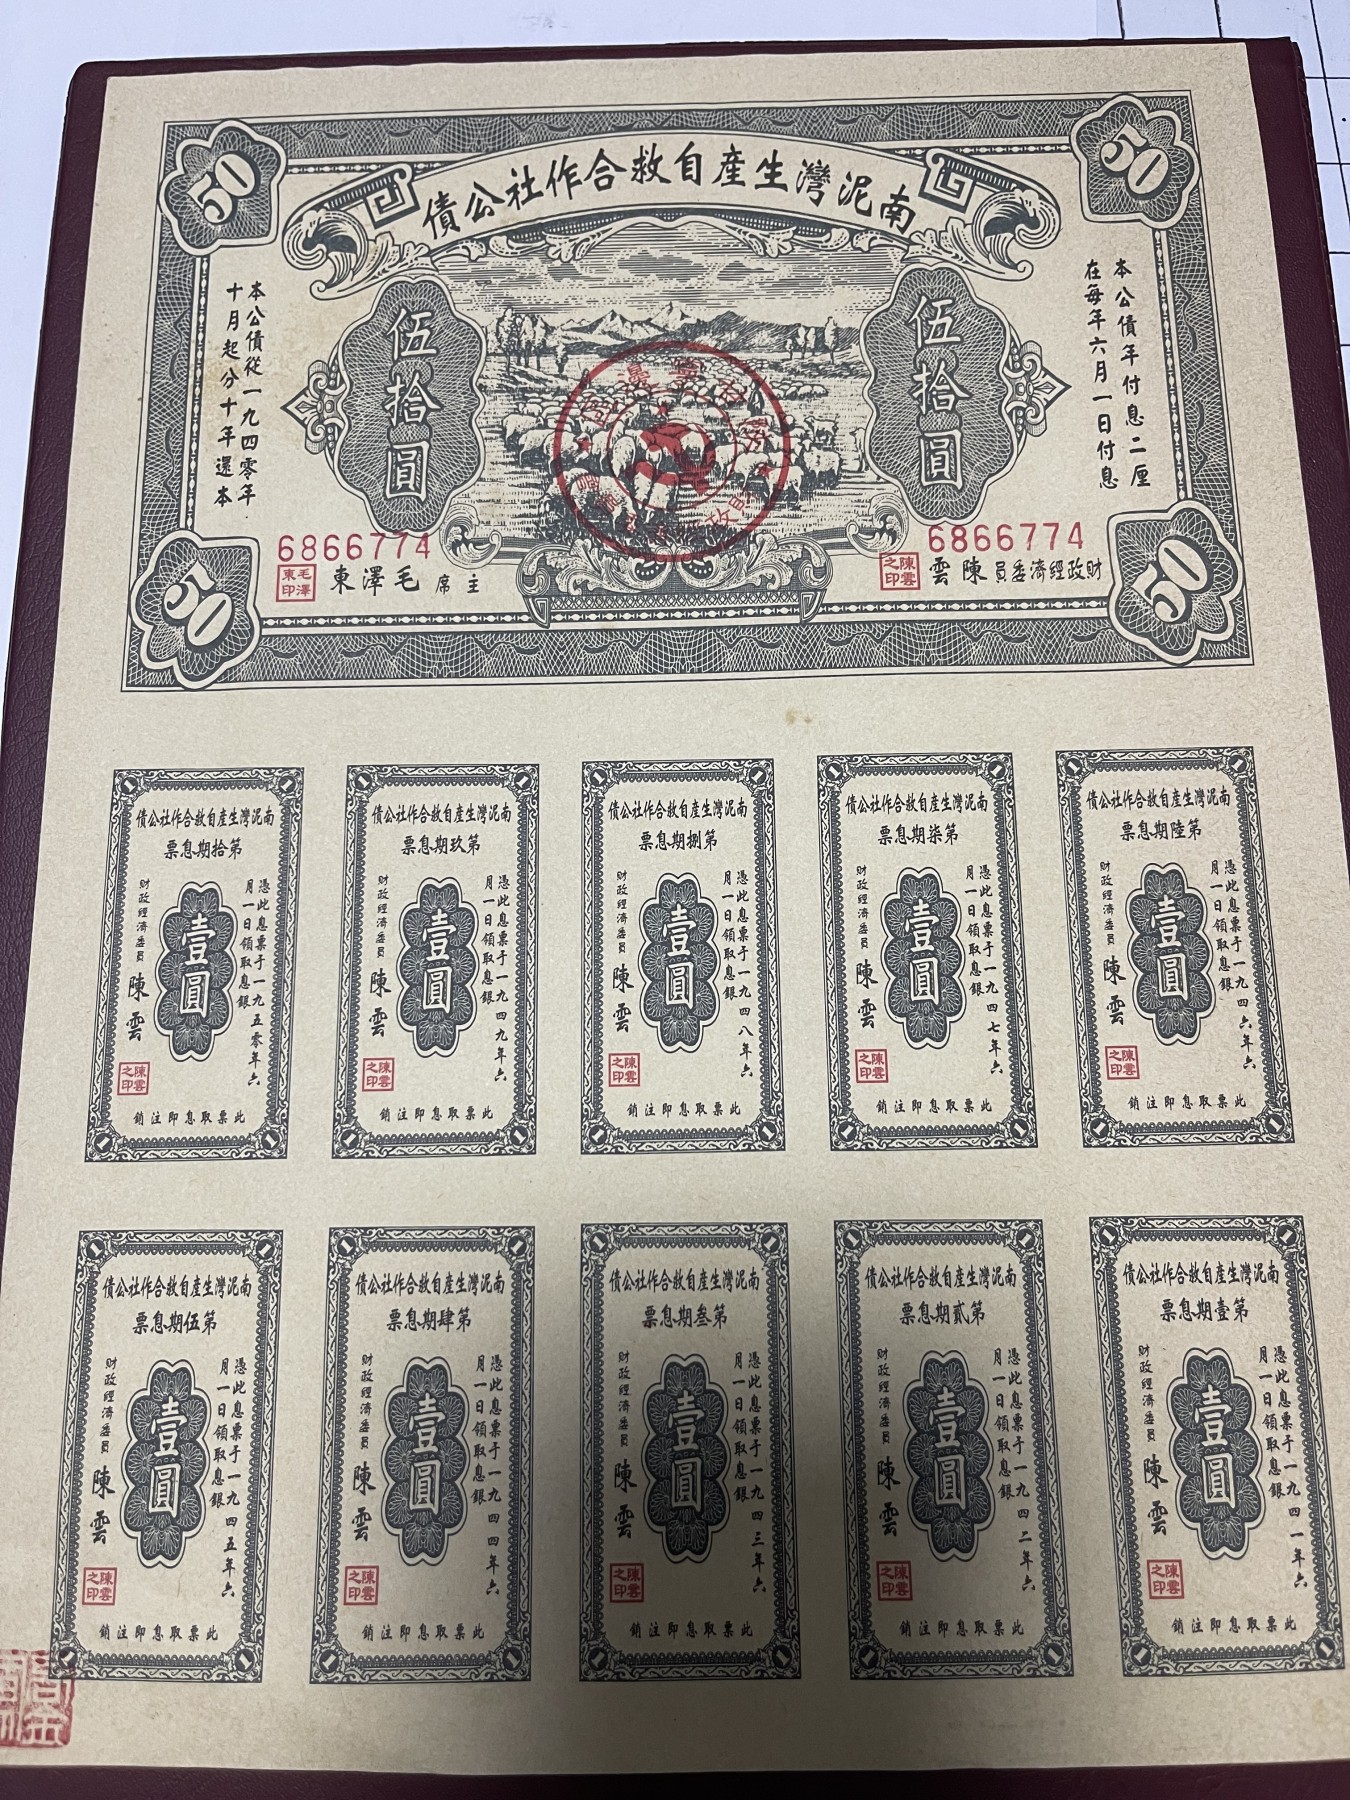 南泥灣生產自救合作社公債
50
50
本公債年付息二厘
在每年六月一日付息
伍拾圓
伍拾圓
本公債從一九四零年
十月起分十年還本
6866774
6866774
財政經濟委員 陳雲
陳雲之印
主席 毛澤東
毛澤東印
50
50
南泥灣生產自救合作社公債
第陸期息票
憑此息票于一九四六年六
月一日領取息銀
壹圓
財政經濟委員 陳雲
陳雲之印
此票取息即注銷
南泥灣生產自救合作社公債
第柒期息票
憑此息票于一九四七年六
月一日領取息銀
壹圓
財政經濟委員 陳雲
陳雲之印
此票取息即注銷
南泥灣生產自救合作社公債
第捌期息票
憑此息票于一九四八年六
月一日領取息銀
壹圓
財政經濟委員 陳雲
陳雲之印
此票取息即注銷
南泥灣生產自救合作社公債
第玖期息票
憑此息票于一九四九年六
月一日領取息銀
壹圓
財政經濟委員 陳雲
陳雲之印
此票取息即注銷
南泥灣生產自救合作社公債
第拾期息票
憑此息票于一九五零年六
月一日領取息銀
壹圓
財政經濟委員 陳雲
陳雲之印
此票取息即注銷
南泥灣生產自救合作社公債
第壹期息票
憑此息票于一九四一年六
月一日領取息銀
壹圓
財政經濟委員 陳雲
陳雲之印
此票取息即注銷
南泥灣生產自救合作社公債
第貳期息票
憑此息票于一九四二年六
月一日領取息銀
壹圓
財政經濟委員 陳雲
陳雲之印
此票取息即注銷
南泥灣生產自救合作社公債
第叁期息票
憑此息票于一九四三年六
月一日領取息銀
壹圓
財政經濟委員 陳雲
陳雲之印
此票取息即注銷
南泥灣生產自救合作社公債
第肆期息票
憑此息票于一九四四年六
月一日領取息銀
壹圓
財政經濟委員 陳雲
陳雲之印
此票取息即注銷
南泥灣生產自救合作社公債
第伍期息票
憑此息票于一九四五年六
月一日領取息銀
壹圓
財政經濟委員 陳雲
陳雲之印
此票取息即注銷